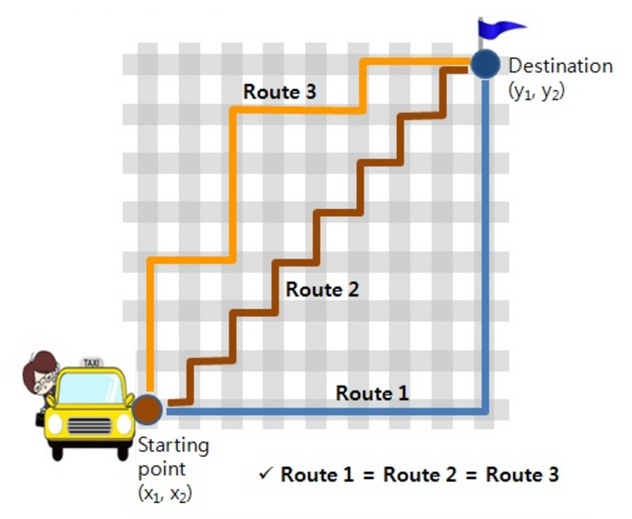 Destination
(y₁, y₂)
Route 3
Route 2
Route 1
TAXI
Starting
point
(x₁, x₂)
✓ Route 1 = Route 2 = Route 3